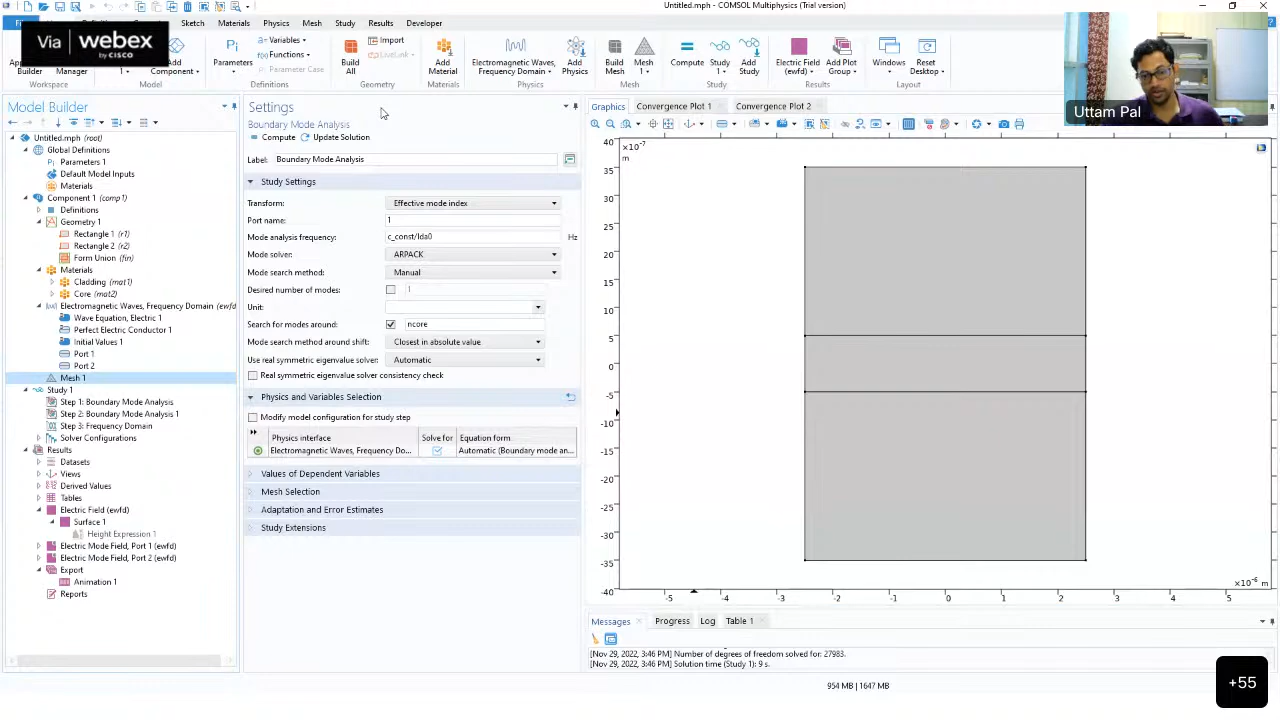 Untitled.mph - COMSOL Multiphysics (Trial version)
Via webex by CISCO
Sketch Materials Physics Mesh Study Results Developer
Builder
Manager
Component 1
Add
Parameters 1
Variables
Functions
Parameter Case
Build All
Import
LiveLink
Add Material
Electromagnetic Waves, Frequency Domain
Add Physics
Build Mesh
Mesh 1
Compute
Study 1
Add Study
Electric Field (ewfd)
Add Plot Group
Windows
Reset Desktop
Workspace Model Definitions Geometry Materials Physics Mesh Study Results Layout
Uttam Pal
Model Builder
Untitled.mph (root)
Global Definitions
Parameters 1
Default Model Inputs
Materials
Component 1 (comp1)
Definitions
Geometry 1
Rectangle 1 (r1)
Rectangle 2 (r2)
Form Union (fin)
Materials
Cladding (mat1)
Core (mat2)
Electromagnetic Waves, Frequency Domain (ewfd
Wave Equation, Electric 1
Perfect Electric Conductor 1
Initial Values 1
Port 1
Port 2
Mesh 1
Study 1
Step 1: Boundary Mode Analysis
Step 2: Boundary Mode Analysis 1
Step 3: Frequency Domain
Solver Configurations
Results
Datasets
Views
Derived Values
Tables
Electric Field (ewfd)
Surface 1
Height Expression 1
Electric Mode Field, Port 1 (ewfd)
Electric Mode Field, Port 2 (ewfd)
Export
Animation 1
Reports
Settings
Boundary Mode Analysis
Compute Update Solution
Label: Boundary Mode Analysis
Study Settings
Transform: Effective mode index
Port name: 1
Mode analysis frequency: c_const/lda0 Hz
Mode solver: ARPACK
Mode search method: Manual
Desired number of modes: 1
Unit:
Search for modes around: ncore
Mode search method around shift: Closest in absolute value
Use real symmetric eigenvalue solver: Automatic
Real symmetric eigenvalue solver consistency check
Physics and Variables Selection
Modify model configuration for study step
Physics interface Solve for Equation form
Electromagnetic Waves, Frequency Do... Automatic (Boundary mode an...
Values of Dependent Variables
Mesh Selection
Adaptation and Error Estimates
Study Extensions
Graphics Convergence Plot 1 Convergence Plot 2
×10⁻⁷
m
40
35
30
25
20
15
10
5
0
-5
-10
-15
-20
-25
-30
-35
-40
-5 -4 -3 -2 -1 0 1 2 3 4 5
×10⁻⁶ m
Messages Progress Log Table 1
[Nov 29, 2022, 3:46 PM] Number of degrees of freedom solved for: 27983.
[Nov 29, 2022, 3:46 PM] Solution time (Study 1): 9 s.
954 MB | 1647 MB
+55